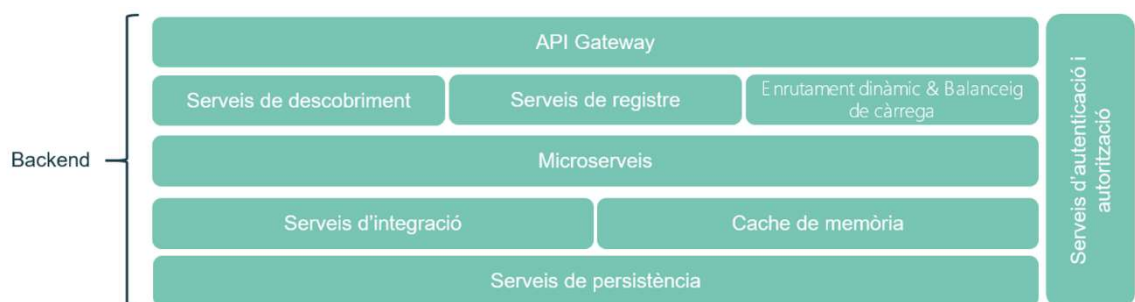 API Gateway
Serveis de descobriment
Serveis de registre
Enrutament dinàmic & Balanceig
de càrrega
Backend
Microserveis
Serveis d'integració
Cache de memòria
Serveis de persistència
Serveis d'autenticació i
autorització